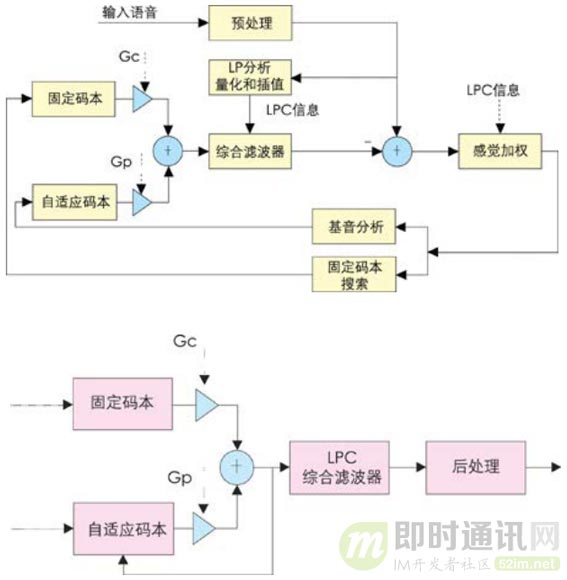 输入语音
预处理
Gc
LP分析
量化和插值
固定码本
LPC信息
LPC信息
+
综合滤波器
-
+
感觉加权
Gp
自适应码本
基音分析
固定码本
搜索
Gc
固定码本
+
LPC
综合滤波器
后处理
Gp
自适应码本
m 即时通讯网
IM开发者社区 52im.net